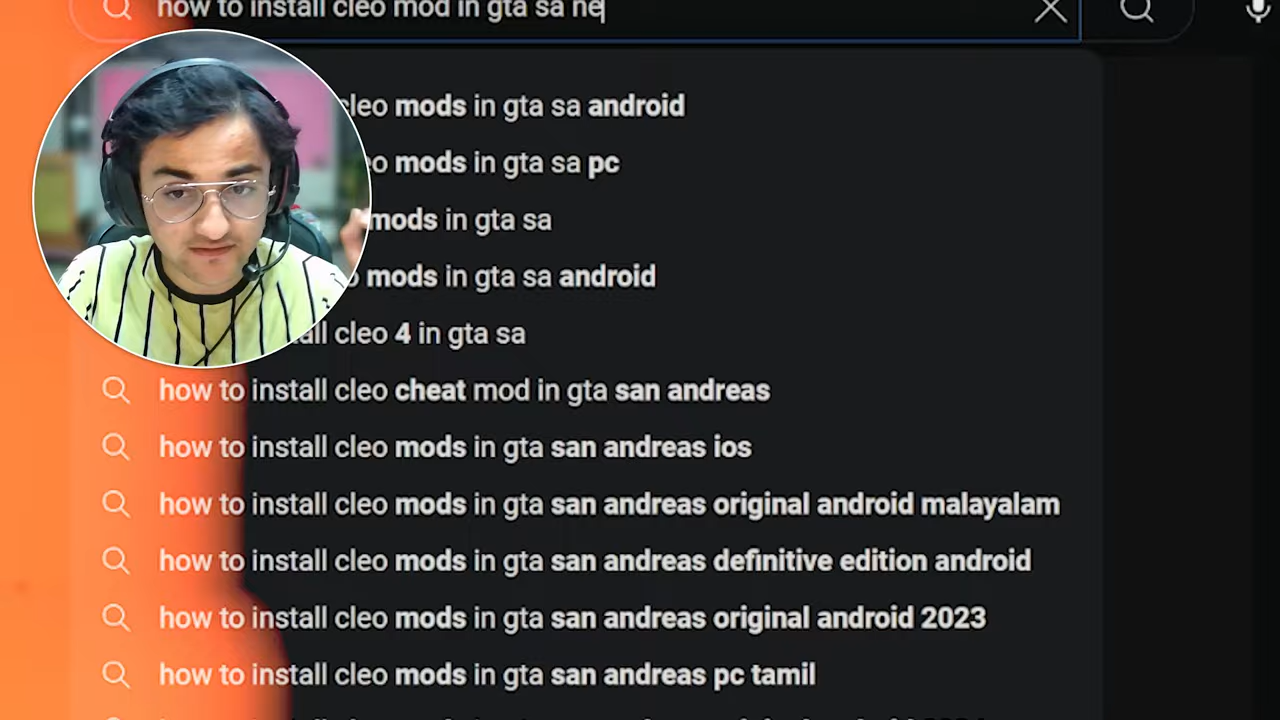 how to install cleo mod in gta sa ne
cleo mods in gta sa android
mods in gta sa pc
mods in gta sa
mods in gta sa android
cleo 4 in gta sa
how to install cleo cheat mod in gta san andreas
how to install cleo mods in gta san andreas ios
how to install cleo mods in gta san andreas original android malayalam
how to install cleo mods in gta san andreas definitive edition android
how to install cleo mods in gta san andreas original android 2023
how to install cleo mods in gta san andreas pc tamil